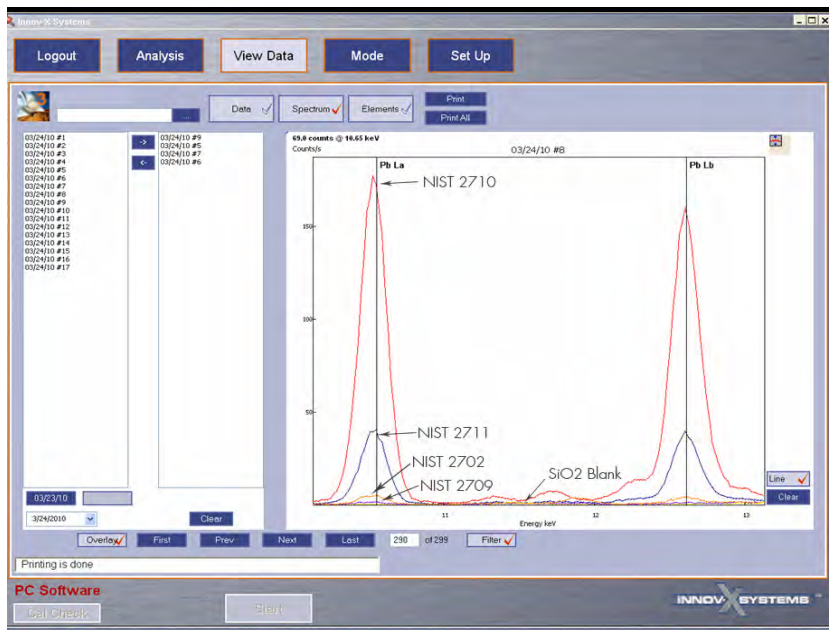 Innov-X Systems
Logout
Analysis
View Data
Mode
Set Up
...
Data
Spectrum
Elements
Print
Print All
03/24/10 #1
03/24/10 #2
03/24/10 #3
03/24/10 #4
03/24/10 #5
03/24/10 #6
03/24/10 #7
03/24/10 #8
03/24/10 #9
03/24/10 #10
03/24/10 #11
03/24/10 #12
03/24/10 #13
03/24/10 #14
03/24/10 #15
03/24/10 #16
03/24/10 #17
->
<-
03/24/10 #9
03/24/10 #5
03/24/10 #7
03/24/10 #6
69.0 counts @ 10.65 keV
Counts/s
03/24/10 #8
Pb La
Pb Lb
NIST 2710
150
100
50
NIST 2711
NIST 2702
NIST 2709
SiO2 Blank
11
12
13
Energy keV
Line
Clear
03/23/10
3/24/2010
Clear
Overlay
First
Prev
Next
Last
290
of 299
Filter
Printing is done
PC Software
Cal Check
Start
INNOV-X SYSTEMS